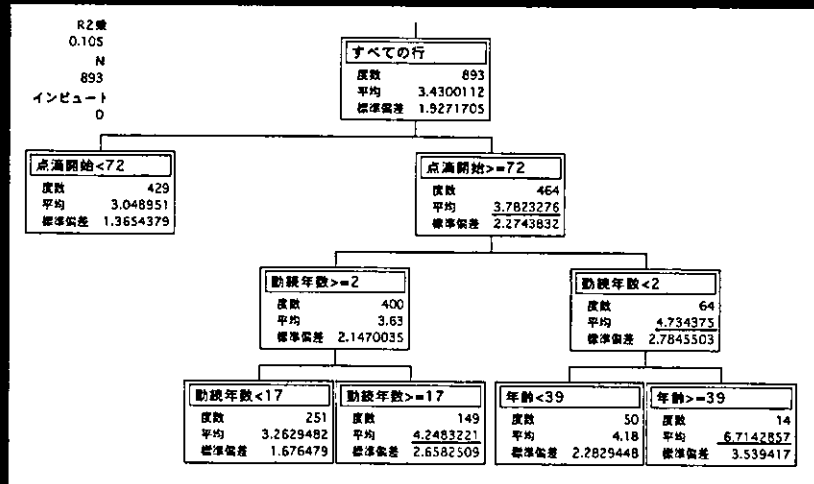 R2乗
0.105
N
893
インピュート
0
すべての行
度数 893
平均 3.4300112
標準偏差 1.9271705
点滴開始<72
度数 429
平均 3.048951
標準偏差 1.3654379
点滴開始>=72
度数 464
平均 3.7823276
標準偏差 2.2743832
勤続年数>=2
度数 400
平均 3.63
標準偏差 2.1470035
勤続年数<2
度数 64
平均 4.734375
標準偏差 2.7845503
勤続年数<17
度数 251
平均 3.2629482
標準偏差 1.676479
勤続年数>=17
度数 149
平均 4.2483221
標準偏差 2.6582509
年齢<39
度数 50
平均 4.18
標準偏差 2.2829448
年齢>=39
度数 14
平均 6.7142857
標準偏差 3.539417